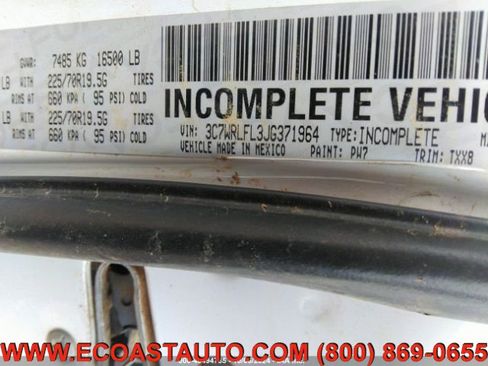 GVWR: 7485 KG 16500 LB
LB WITH 225/70R19.5G TIRES
RIMS AT 660 KPA ( 95 PSI) COLD
LB WITH 225/70R19.5G TIRES
RIMS AT 660 KPA ( 95 PSI) COLD
INCOMPLETE VEHIC
VIN: 3C7WRLFL3JG371964 TYPE: INCOMPLETE
VEHICLE MADE IN MEXICO PAINT: PW7
TRIM: TXX8
WWW.ECOASTAUTO.COM (800) 869-0655